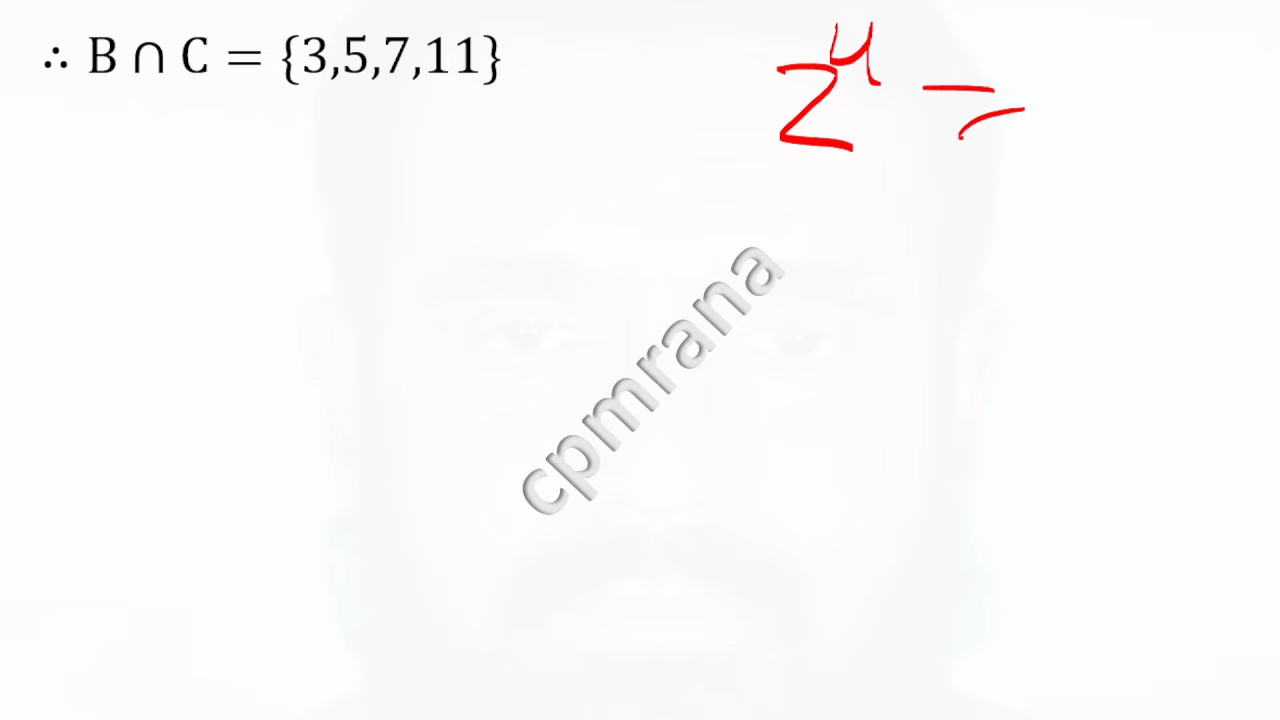 ∴ B ∩ C = {3,5,7,11}
2⁴ =
cpmrana